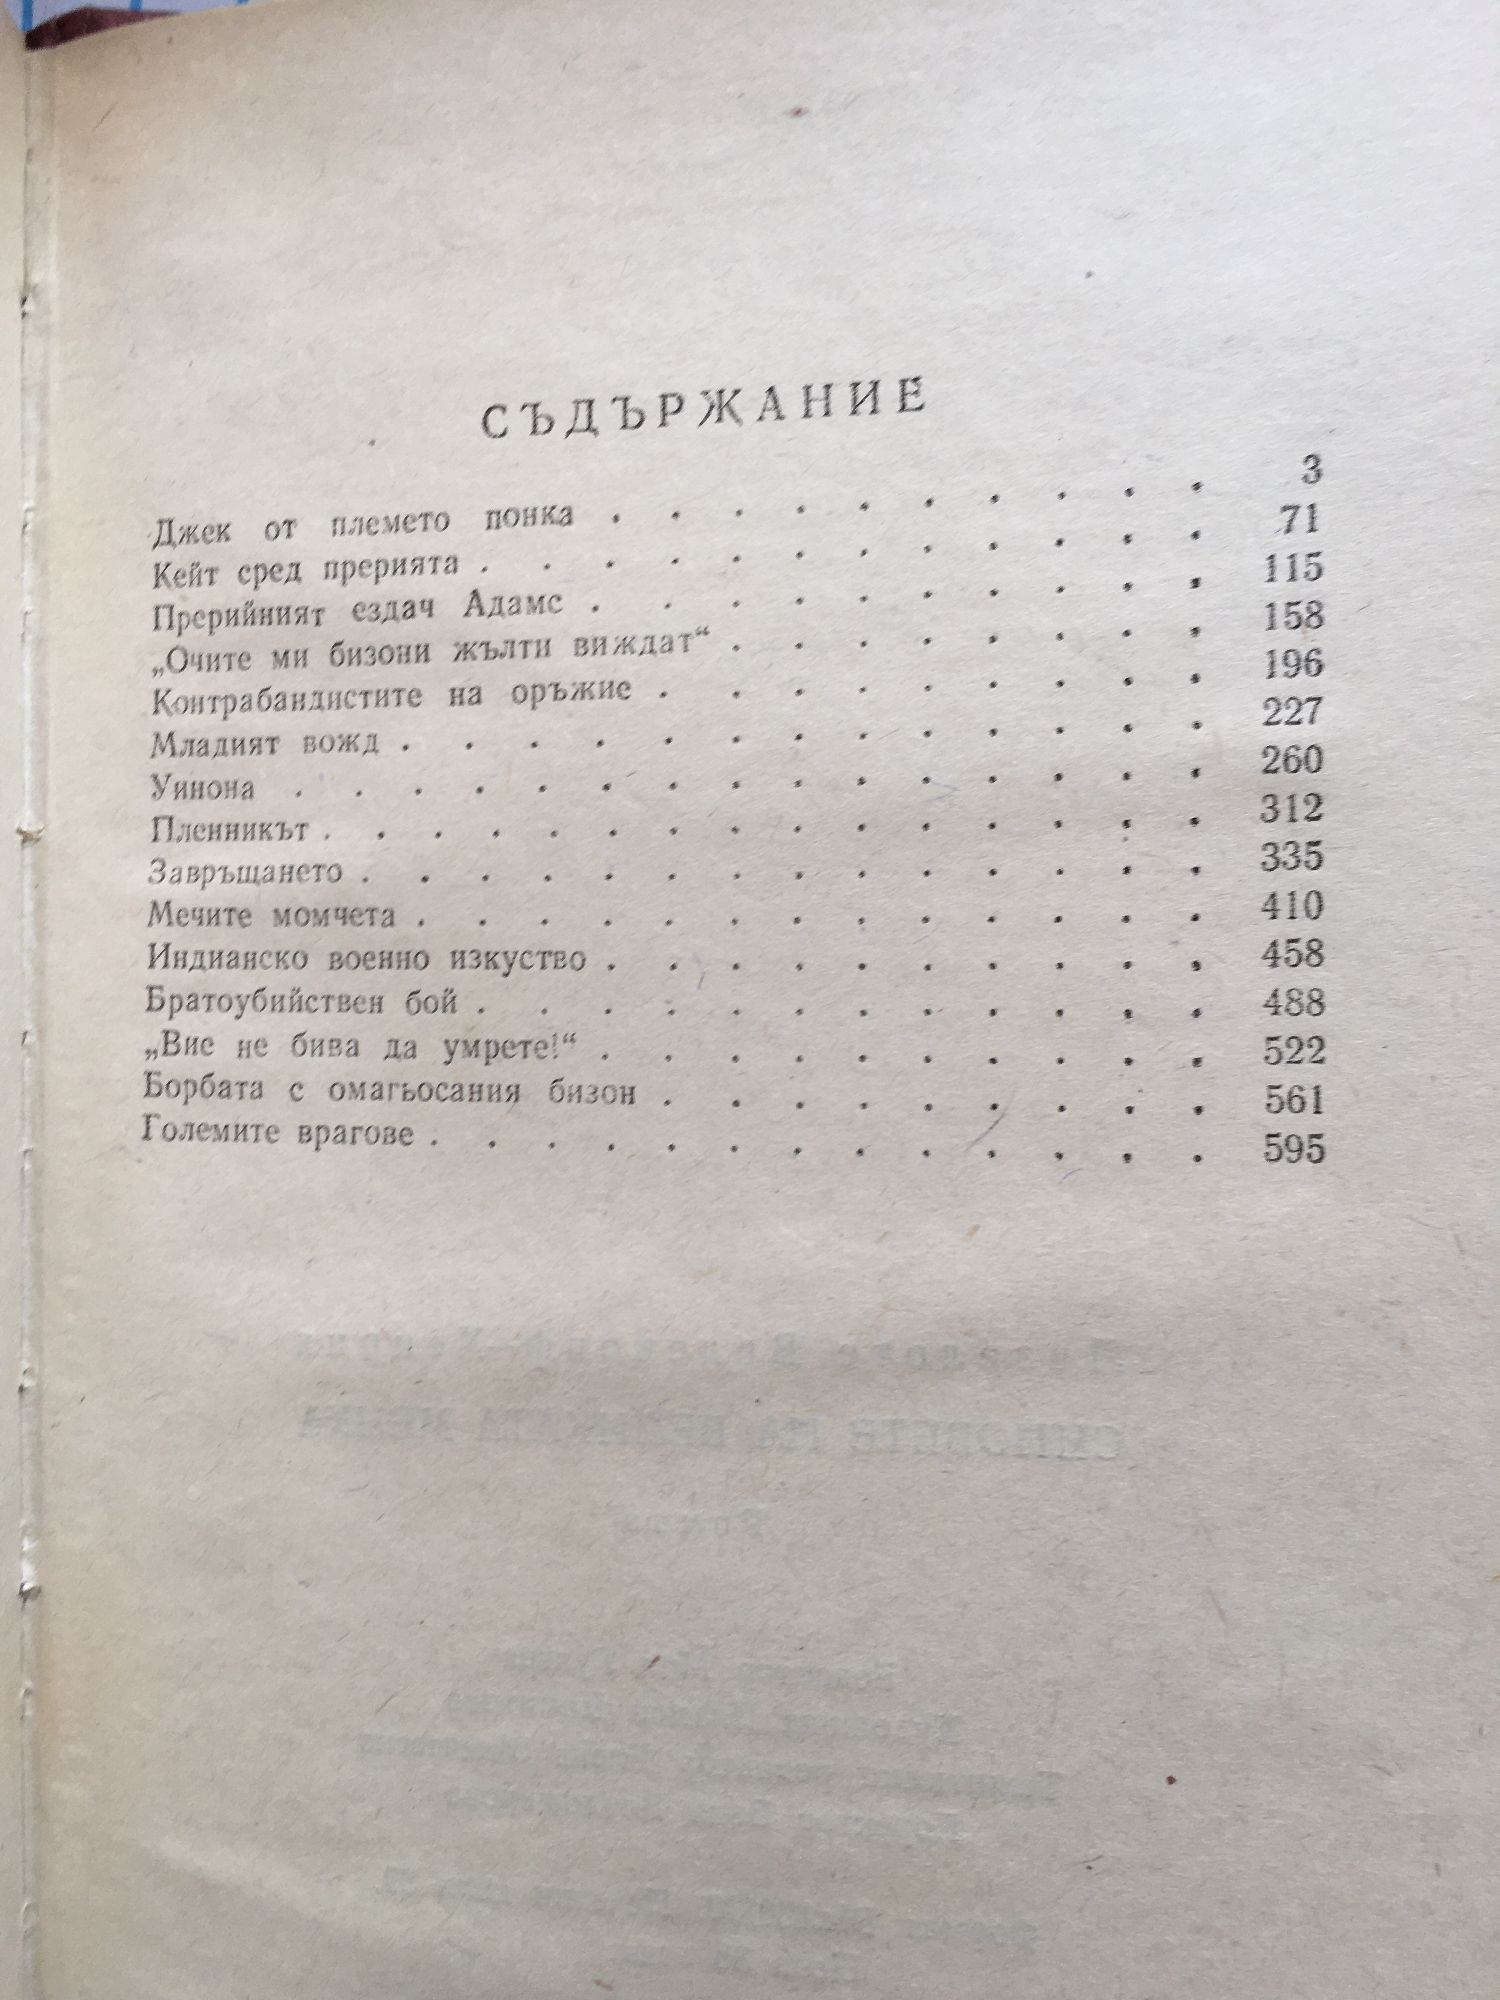 СЪДЪРЖАНИЕ
Джек от племето понка . . . . . . . . . . 3
Кейт сред прерията . . . . . . . . . . . . 71
Прерийният ездач Адамс . . . . . . . . . . 115
„Очите ми бизони жълти виждат“ . . . . . . . . 158
Контрабандистите на оръжие . . . . . . . . . 196
Младият вожд . . . . . . . . . . . . . 227
Уинона . . . . . . . . . . . . . . . 260
Пленникът . . . . . . . . . . . . . . . 312
Завръщането . . . . . . . . . . . . . . 335
Мечите момчета . . . . . . . . . . . . . 410
Индианско военно изкуство . . . . . . . . . . 458
Братоубийствен бой . . . . . . . . . . . . 488
„Вие не бива да умрете!“ . . . . . . . . . . 522
Борбата с омагьосания бизон . . . . . . . . . 561
Големите врагове . . . . . . . . . . . . . 595